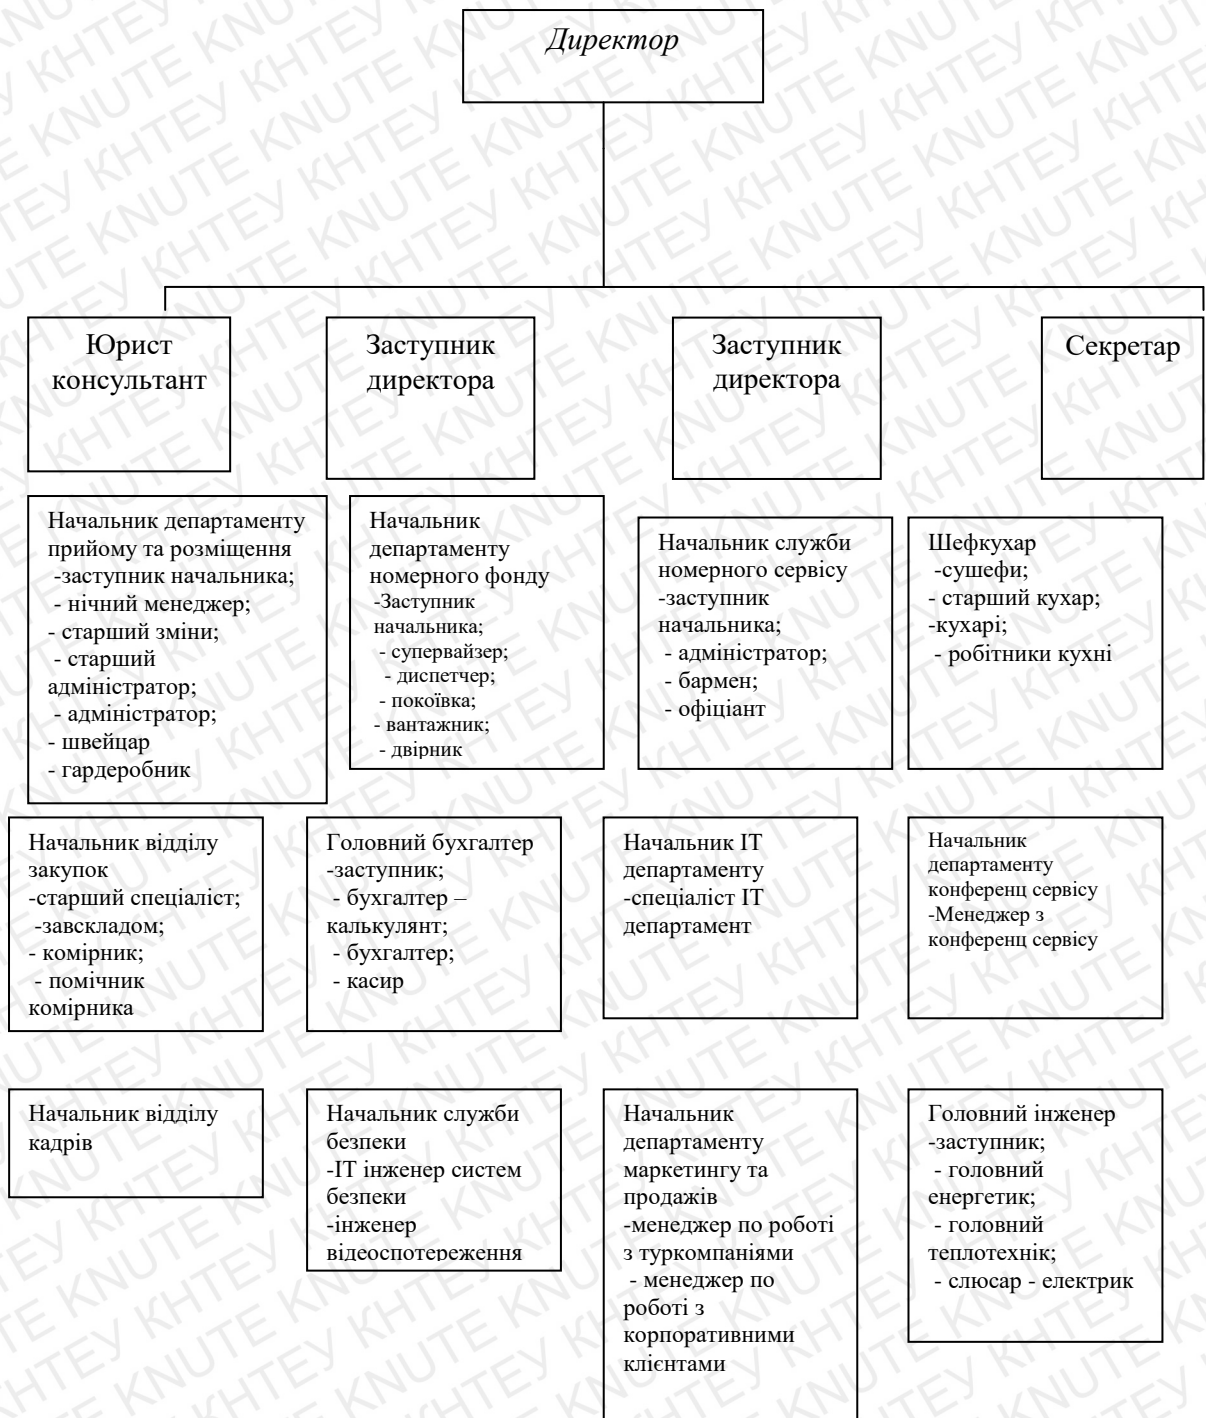 Директор
Юрист
консультант
Заступник
директора
Заступник
директора
Секретар
Начальник департаменту
прийому та розміщення
-заступник начальника;
- нічний менеджер;
- старший зміни;
- старший
адміністратор;
- адміністратор;
- швейцар
- гардеробник
Начальник
департаменту
номерного фонду
-Заступник
начальника;
- супервайзер;
- диспетчер;
- покоївка;
- вантажник;
- двірник
Начальник служби
номерного сервісу
-заступник
начальника;
- адміністратор;
- бармен;
- офіціант
Шефкухар
-сушефи;
- старший кухар;
-кухарі;
- робітники кухні
Начальник відділу
закупок
-старший спеціаліст;
-завскладом;
- комірник;
- помічник
комірника
Головний бухгалтер
-заступник;
- бухгалтер –
калькулянт;
- бухгалтер;
- касир
Начальник ІТ
департаменту
-спеціаліст ІТ
департамент
Начальник
департаменту
конференц сервісу
-Менеджер з
конференц сервісу
Начальник відділу
кадрів
Начальник служби
безпеки
-ІТ інженер систем
безпеки
-інженер
відеоспотереження
Начальник
департаменту
маркетингу та
продажів
-менеджер по роботі
з туркомпаніями
- менеджер по
роботі з
корпоративними
клієнтами
Головний інженер
-заступник;
- головний
енергетик;
- головний
теплотехнік;
- слюсар - електрик